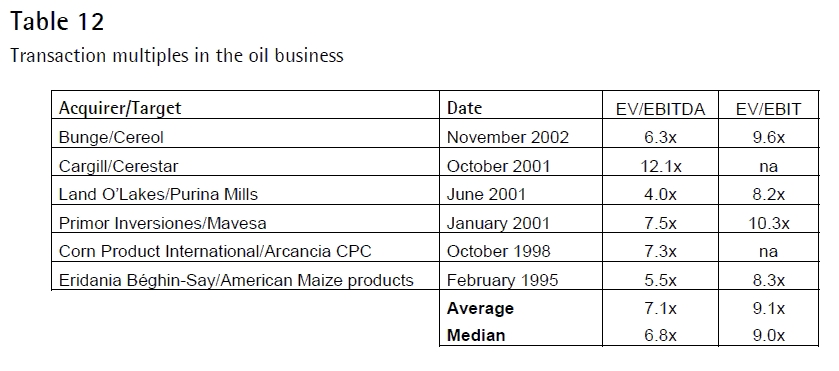 Table 12
Transaction multiples in the oil business
Acquirer/Target Date EV/EBITDA EV/EBIT
Bunge/Cereol November 2002 6.3x 9.6x
Cargill/Cerestar October 2001 12.1x na
Land O'Lakes/Purina Mills June 2001 4.0x 8.2x
Primor Inversiones/Mavesa January 2001 7.5x 10.3x
Corn Product International/Arcancia CPC October 1998 7.3x na
Eridania Béghin-Say/American Maize products February 1995 5.5x 8.3x
Average 7.1x 9.1x
Median 6.8x 9.0x